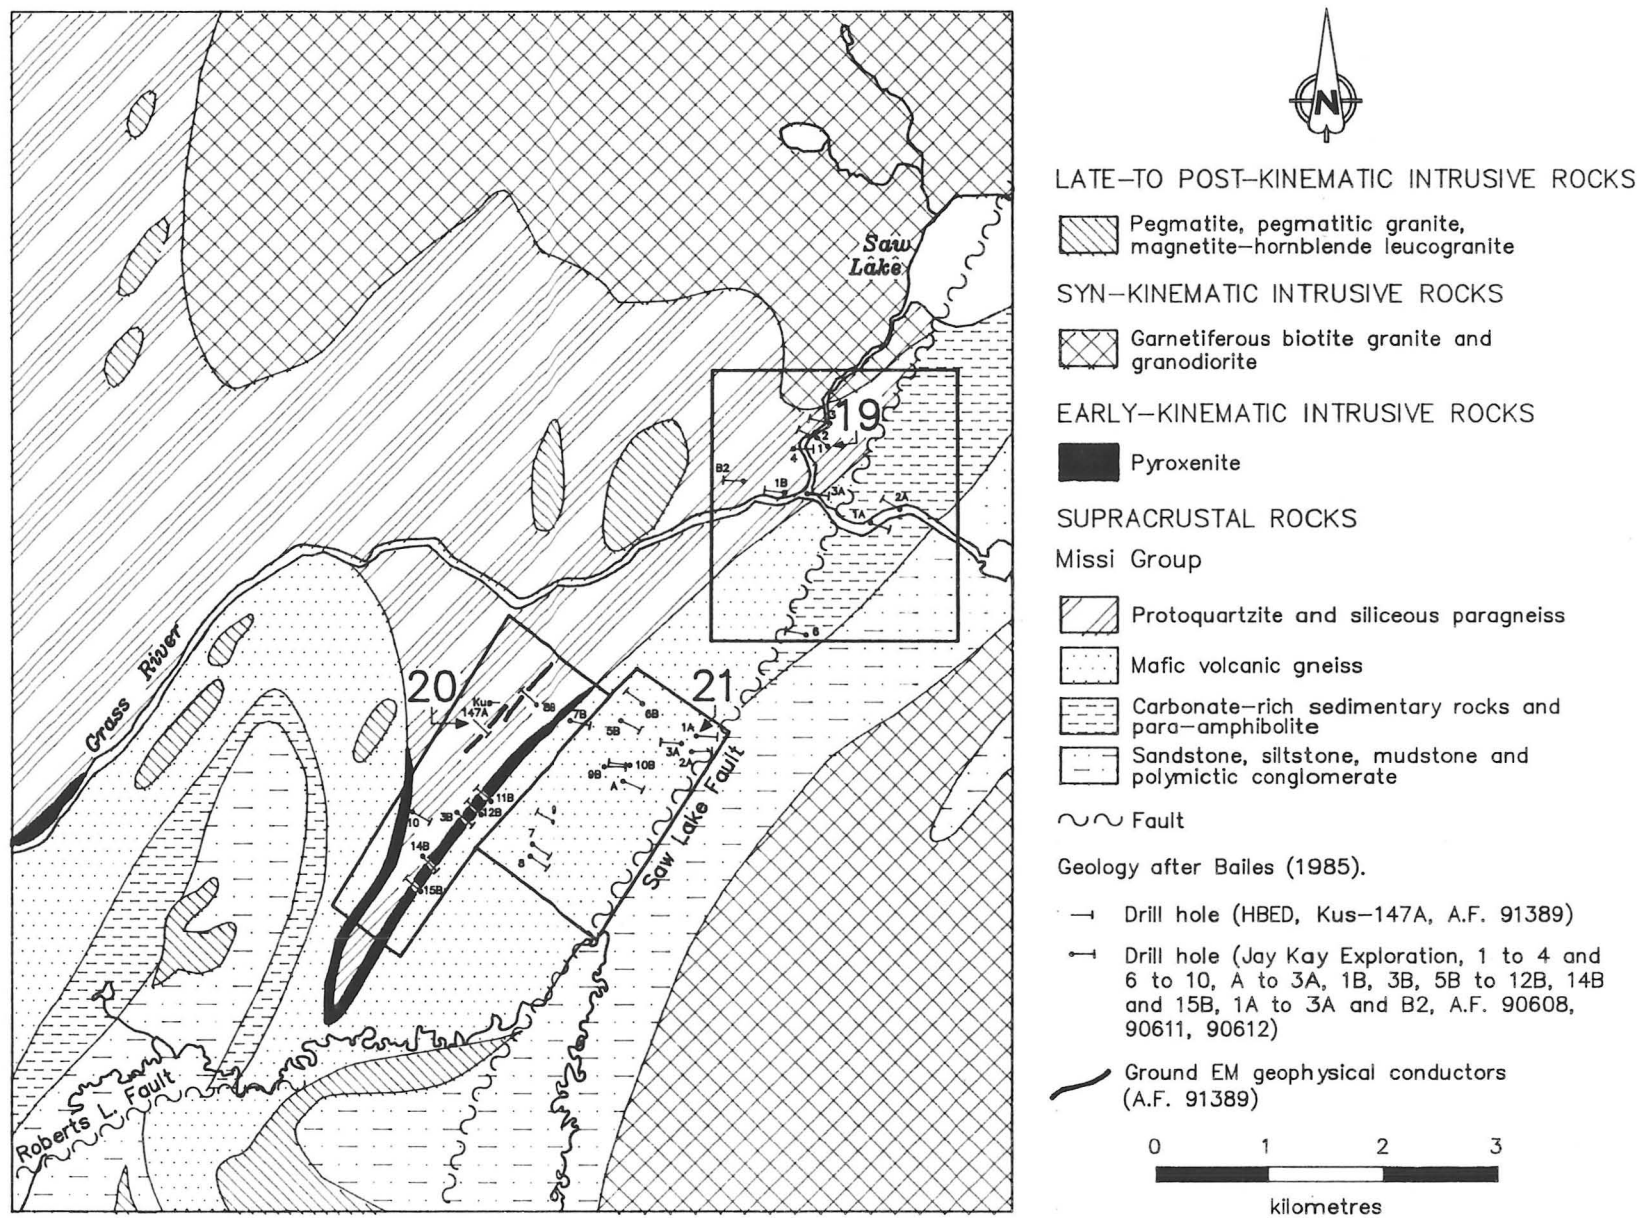 Saw
Lake
19
3
2
1
4
B2
1B
3A
1A
2A
6
Grass River
20
Kus
147A
8B
7B
21
6B
5B
1A
3A
2A
9B
10B
A
9
7
8
11B
12B
3B
10
14B
15B
Saw Lake Fault
Roberts L. Fault
N
LATE-TO POST-KINEMATIC INTRUSIVE ROCKS
Pegmatite, pegmatitic granite,
magnetite-hornblende leucogranite
SYN-KINEMATIC INTRUSIVE ROCKS
Garnetiferous biotite granite and
granodiorite
EARLY-KINEMATIC INTRUSIVE ROCKS
Pyroxenite
SUPRACRUSTAL ROCKS
Missi Group
Protoquartzite and siliceous paragneiss
Mafic volcanic gneiss
Carbonate-rich sedimentary rocks and
para-amphibolite
Sandstone, siltstone, mudstone and
polymictic conglomerate
Fault
Geology after Bailes (1985).
Drill hole (HBED, Kus-147A, A.F. 91389)
Drill hole (Jay Kay Exploration, 1 to 4 and
6 to 10, A to 3A, 1B, 3B, 5B to 12B, 14B
and 15B, 1A to 3A and B2, A.F. 90608,
90611, 90612)
Ground EM geophysical conductors
(A.F. 91389)
0 1 2 3
kilometres